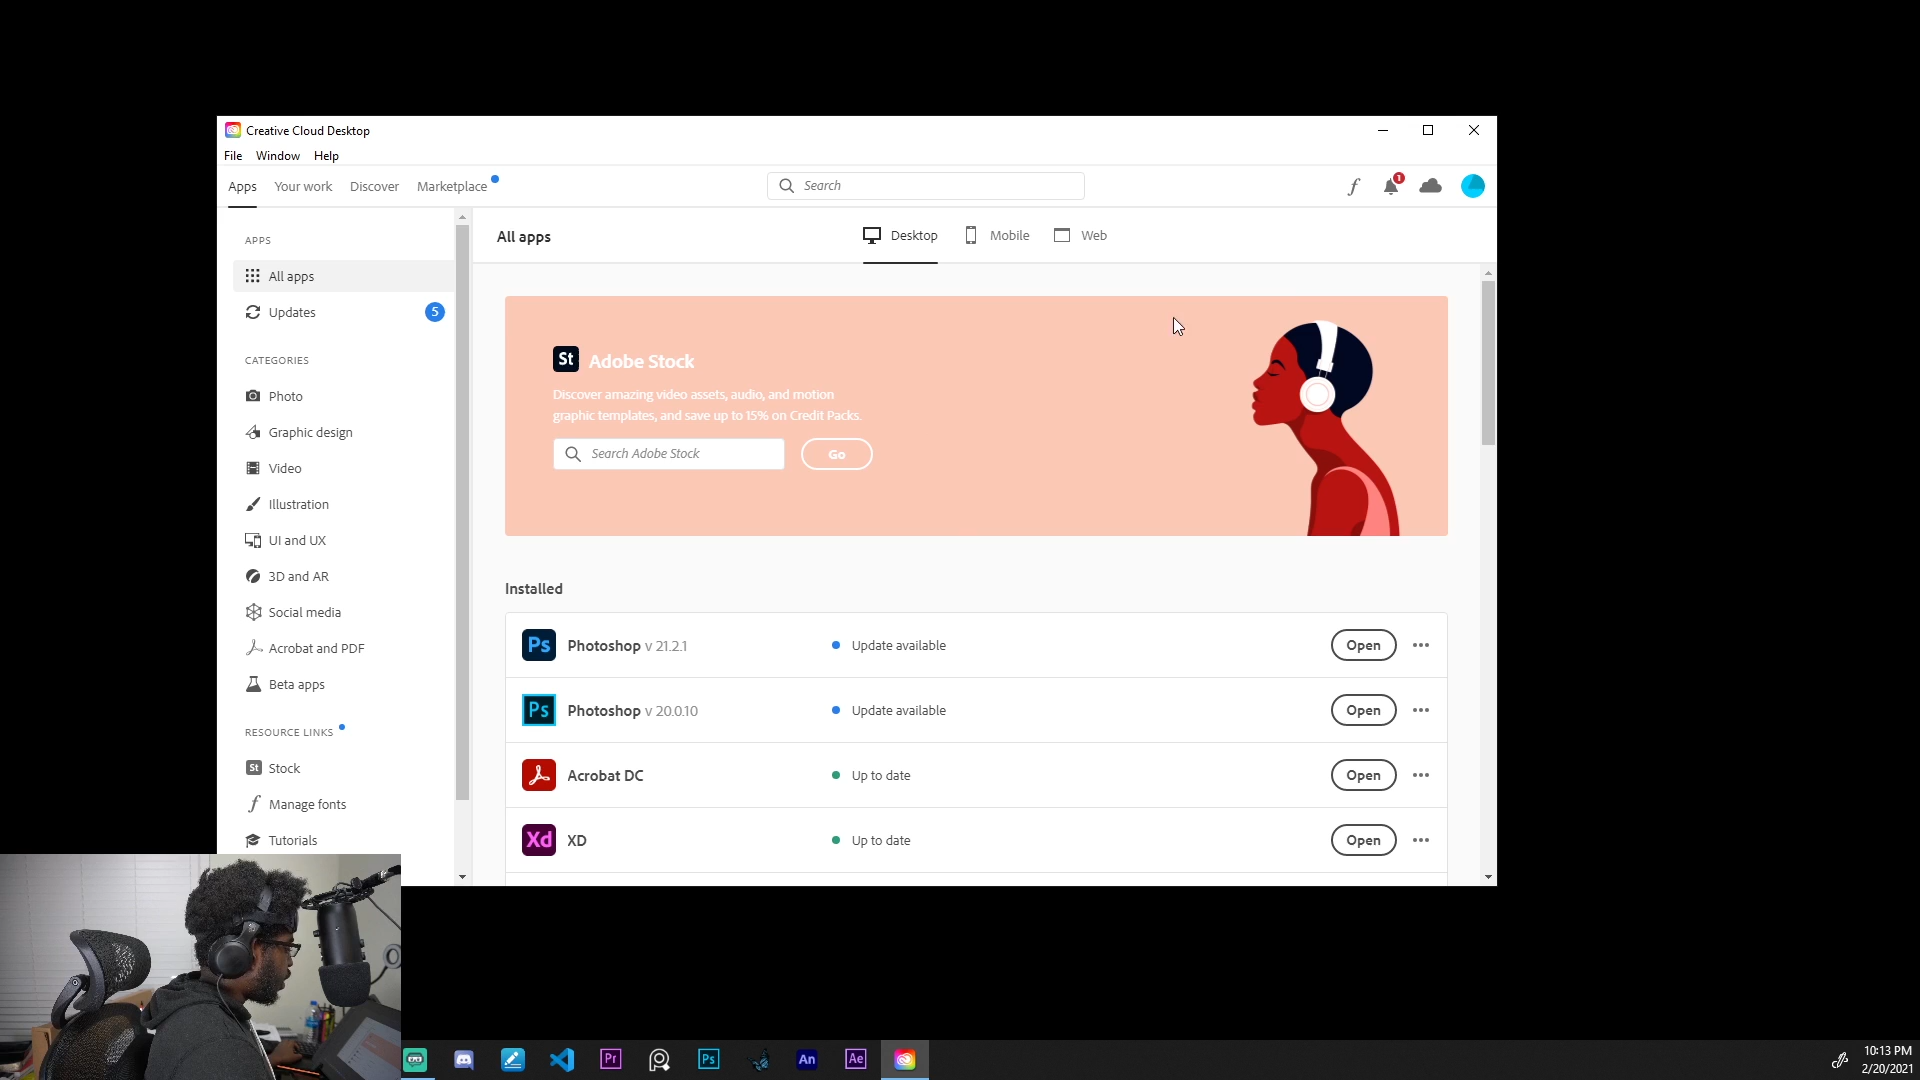 Creative Cloud Desktop
File Window Help
Apps Your work Discover Marketplace Search 1
APPS
All apps
Updates 5
CATEGORIES
Photo
Graphic design
Video
Illustration
UI and UX
3D and AR
Social media
Acrobat and PDF
Beta apps
RESOURCE LINKS
St Stock
Manage fonts
Tutorials
All apps Desktop Mobile Web
St Adobe Stock
Discover amazing video assets, audio, and motion
graphic templates, and save up to 15% on Credit Packs.
Search Adobe Stock Go
Installed
Ps Photoshop v 21.2.1 Update available Open
Ps Photoshop v 20.0.10 Update available Open
Acrobat DC Up to date Open
Xd XD Up to date Open
Pr Ps An Ae
10:13 PM
2/20/2021